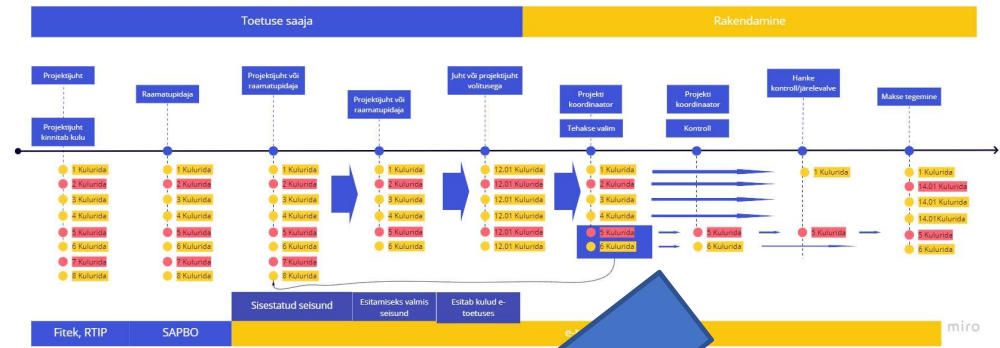 Toetuse saaja
Rakendamine
Projektijuht
Projektijuht
kinnitab kulu
Raamatupidaja
Projektijuht või
raamatupidaja
Projektijuht või
raamatupidaja
Juht või projektijuht
volitusega
Projekti
koordinaator
Tehakse valim
Projekti
koordinaator
Kontroll
Hanke
kontroll/järelevalve
Makse tegemine
1 Kulurida
2 Kulurida
3 Kulurida
4 Kulurida
5 Kulurida
6 Kulurida
7 Kulurida
8 Kulurida
1 Kulurida
2 Kulurida
3 Kulurida
4 Kulurida
5 Kulurida
6 Kulurida
7 Kulurida
8 Kulurida
1 Kulurida
2 Kulurida
3 Kulurida
4 Kulurida
5 Kulurida
6 Kulurida
7 Kulurida
8 Kulurida
1 Kulurida
2 Kulurida
3 Kulurida
4 Kulurida
5 Kulurida
6 Kulurida
12.01 Kulurida
12.01 Kulurida
12.01 Kulurida
12.01 Kulurida
12.01 Kulurida
12.01 Kulurida
1 Kulurida
2 Kulurida
3 Kulurida
4 Kulurida
5 Kulurida
6 Kulurida
5 Kulurida
6 Kulurida
1 Kulurida
5 Kulurida
1 Kulurida
14.01 Kulurida
14.01 Kulurida
14.01Kulurida
5 Kulurida
6 Kulurida
Sisestatud seisund
Esitamiseks valmis
seisund
Esitab kulud e-
toetuses
Fitek, RTIP
SAPBO
miro